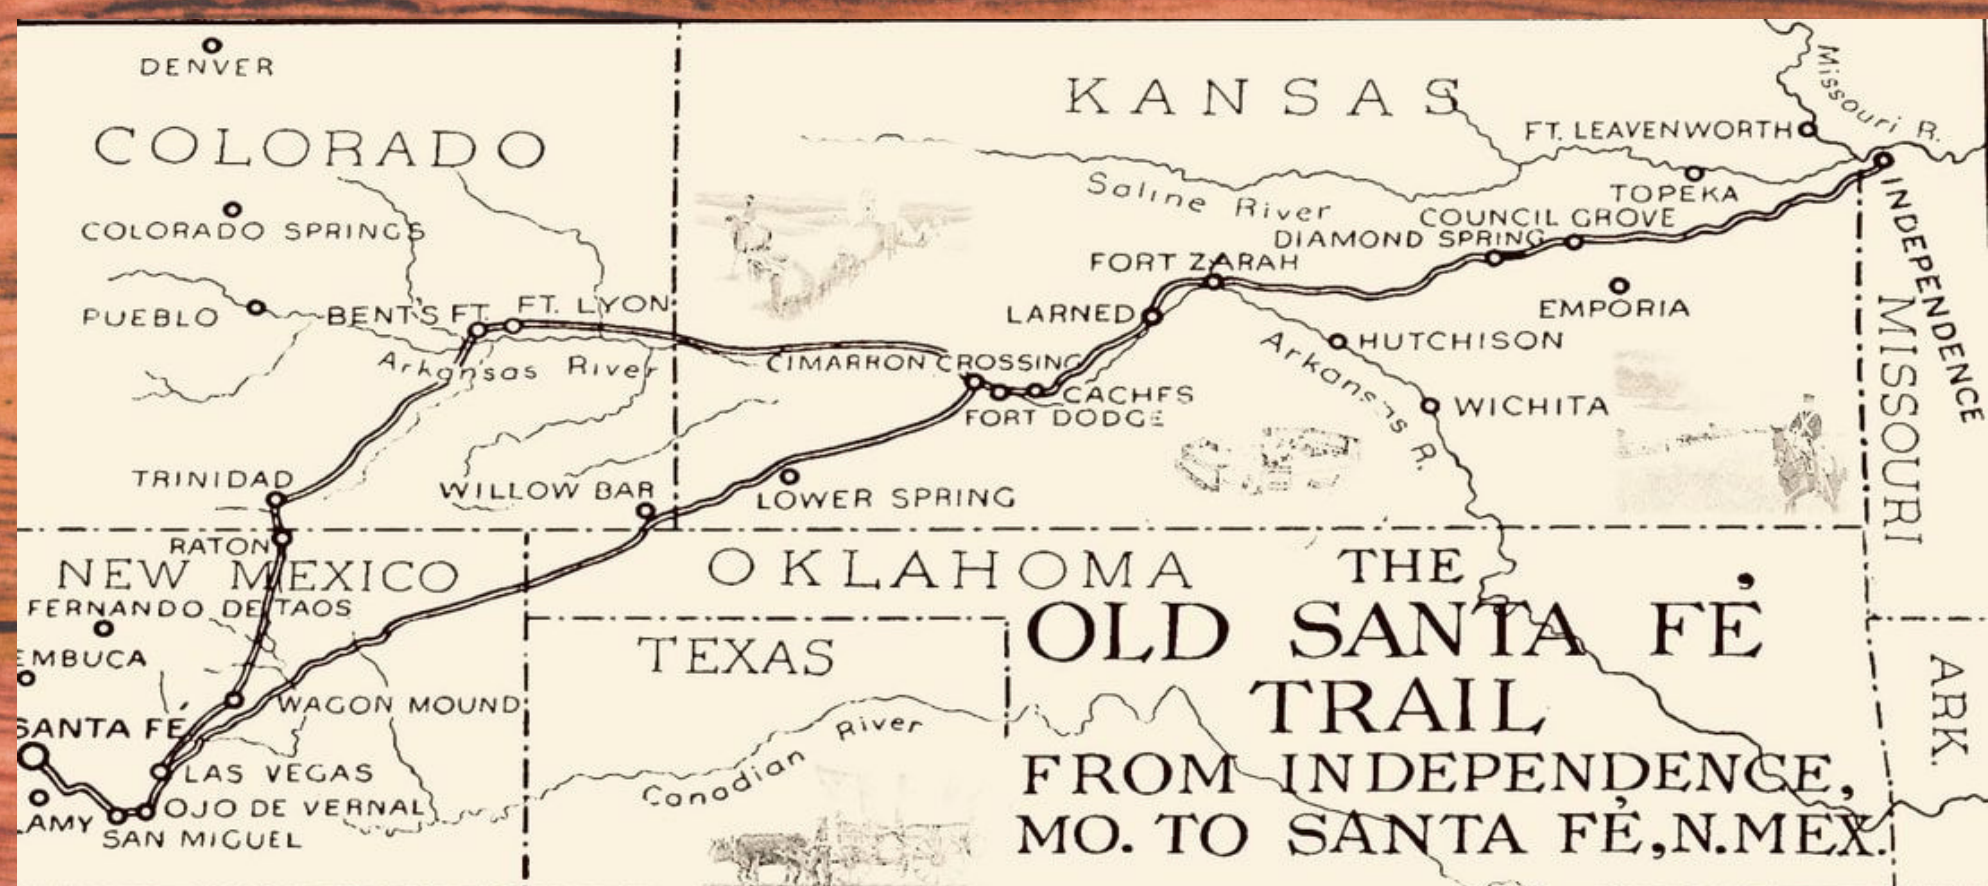 DENVER
COLORADO
COLORADO SPRINGS
PUEBLO
BENT'S FT.
FT. LYON
Arkansas River
TRINIDAD
WILLOW BAR
KANSAS
Missouri R.
FT. LEAVENWORTH
TOPEKA
Saline River
COUNCIL GROVE
DIAMOND SPRING
FORT ZARAH
LARNED
EMPORIA
HUTCHISON
Arkansas R.
WICHITA
CIMARRON CROSSING
CACHES
FORT DODGE
LOWER SPRING
INDEPENDENCE
MISSOURI
RATON
NEW MEXICO
FERNANDO DE TAOS
EMBUCA
WAGON MOUND
SANTA FÉ
LAS VEGAS
OJO DE VERNAL
LAMY
SAN MIGUEL
OKLAHOMA
TEXAS
Canadian River
ARK.
THE
OLD SANTA FÉ
TRAIL
FROM INDEPENDENCE,
MO. TO SANTA FÉ, N.MEX.